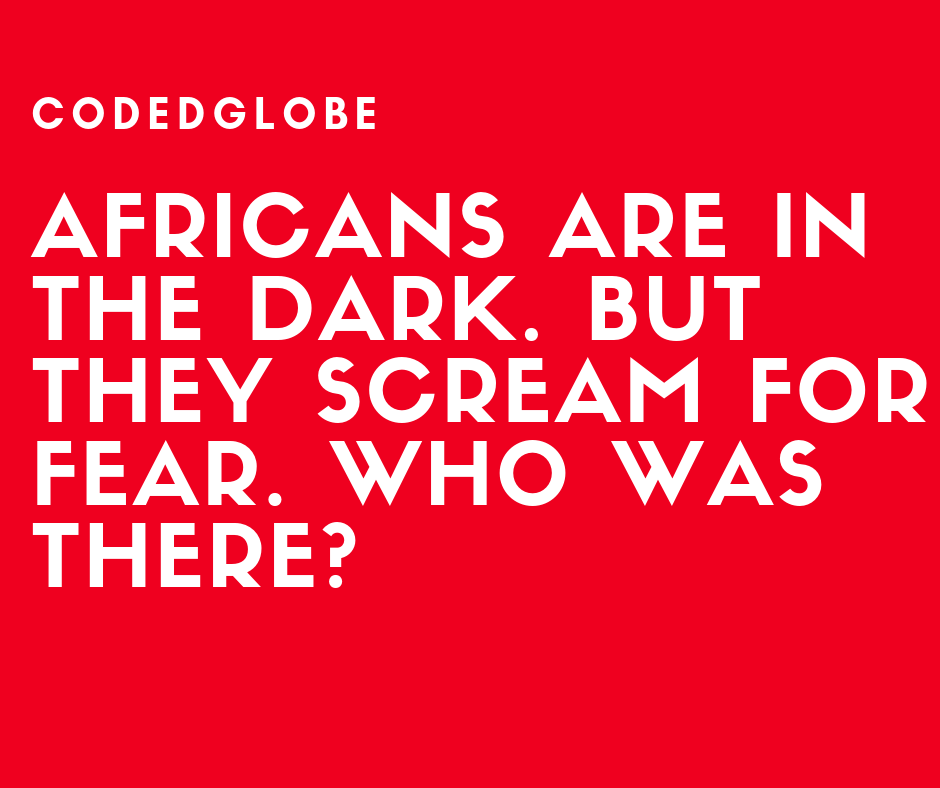 CODEDGLOBE
AFRICANS ARE IN
THE DARK. BUT
THEY SCREAM FOR
FEAR. WHO WAS
THERE?